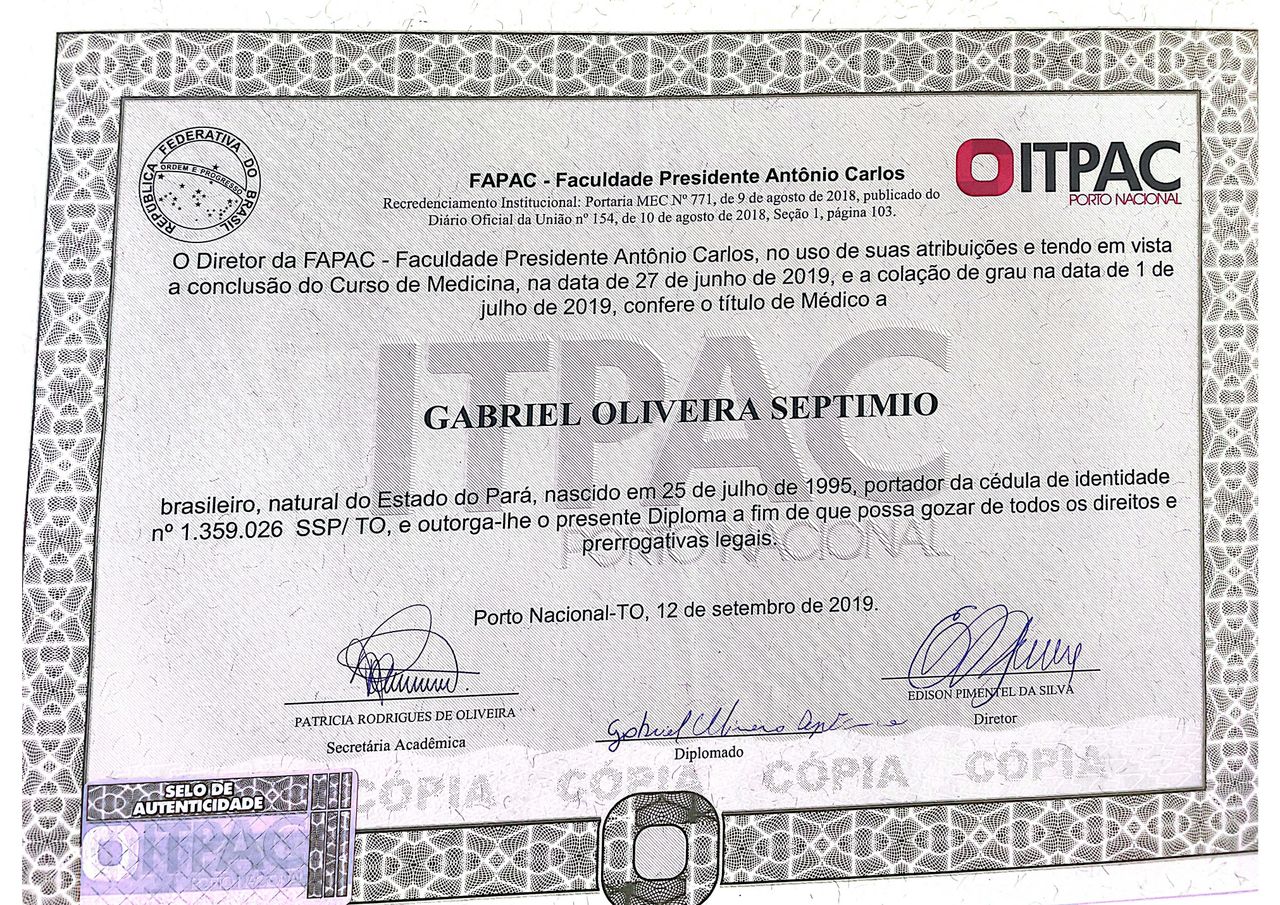 REPÚBLICA FEDERATIVA DO BRASIL
ORDEM E PROGRESSO
ITPAC
PORTO NACIONAL
FAPAC - Faculdade Presidente Antônio Carlos
Recredenciamento Institucional: Portaria MEC Nº 771, de 9 de agosto de 2018, publicado do
Diário Oficial da União nº 154, de 10 de agosto de 2018, Seção 1, página 103.
O Diretor da FAPAC - Faculdade Presidente Antônio Carlos, no uso de suas atribuições e tendo em vista
a conclusão do Curso de Medicina, na data de 27 de junho de 2019, e a colação de grau na data de 1 de
julho de 2019, confere o título de Médico a
ITPAC
GABRIEL OLIVEIRA SEPTIMIO
brasileiro, natural do Estado do Pará, nascido em 25 de julho de 1995, portador da cédula de identidade
nº 1.359.026 SSP/ TO, e outorga-lhe o presente Diploma a fim de que possa gozar de todos os direitos e
prerrogativas legais.
PORTO NACIONAL
Porto Nacional-TO, 12 de setembro de 2019.
PATRICIA RODRIGUES DE OLIVEIRA
Secretária Acadêmica
EDISON PIMENTEL DA SILVA
Diretor
Diplomado
CÓPIA CÓPIA CÓPIA CÓPIA
SELO DE
AUTENTICIDADE
ITPAC
PORTO NACIONAL